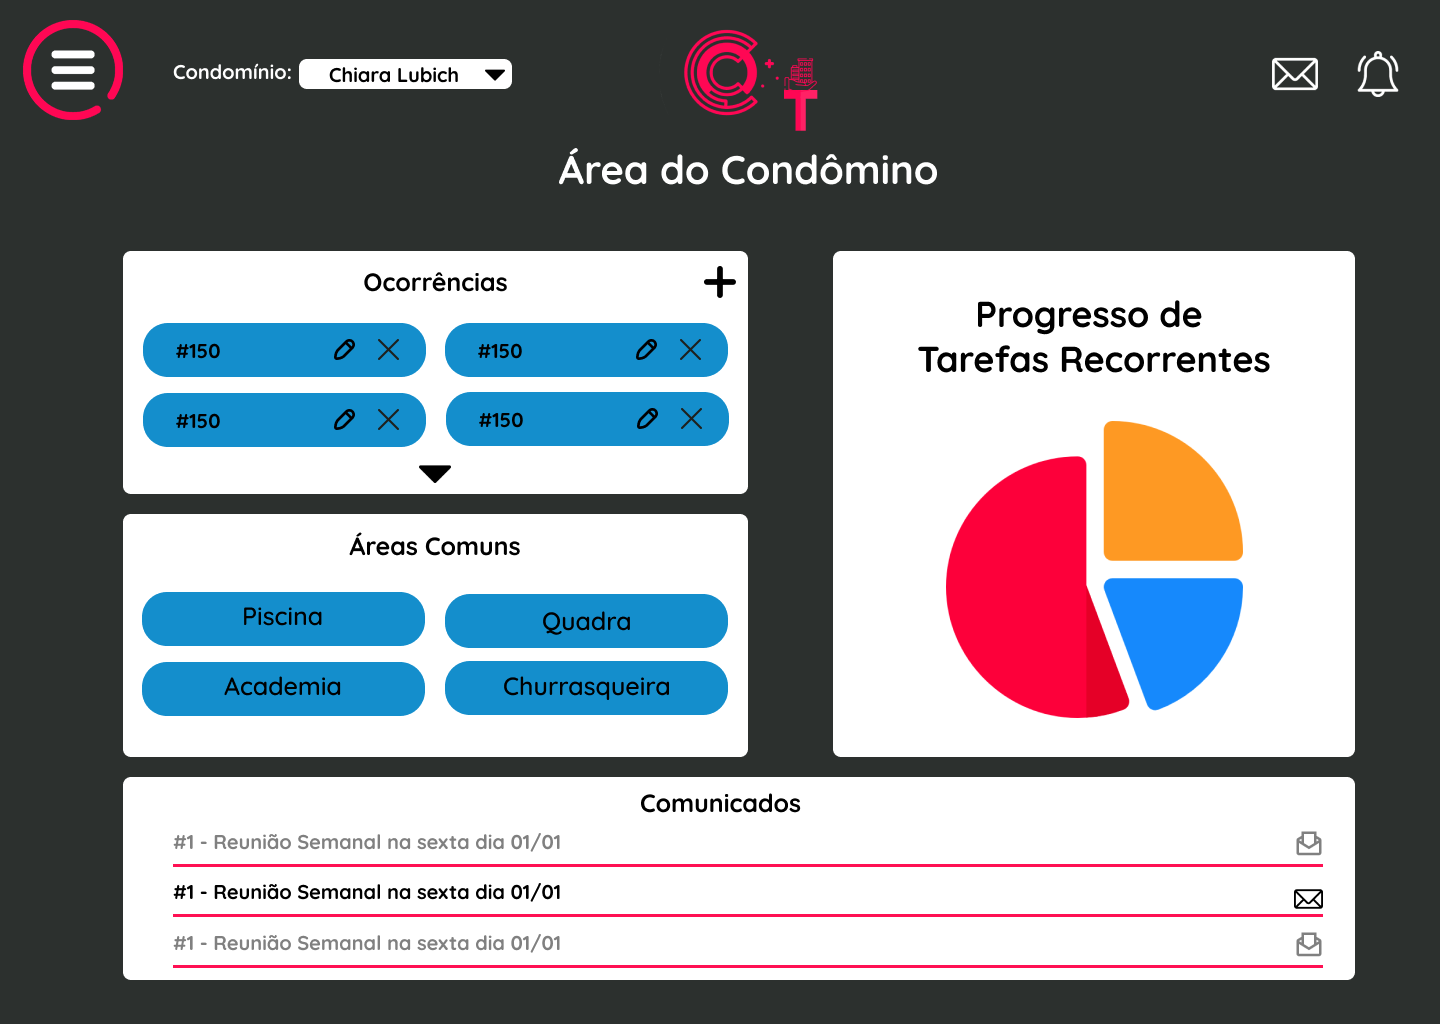 Condomínio:
Chiara Lubich
Área do Condômino
Ocorrências
#150
#150
#150
#150
Áreas Comuns
Piscina
Quadra
Academia
Churrasqueira
Progresso de
Tarefas Recorrentes
Comunicados
#1 - Reunião Semanal na sexta dia 01/01
#1 - Reunião Semanal na sexta dia 01/01
#1 - Reunião Semanal na sexta dia 01/01